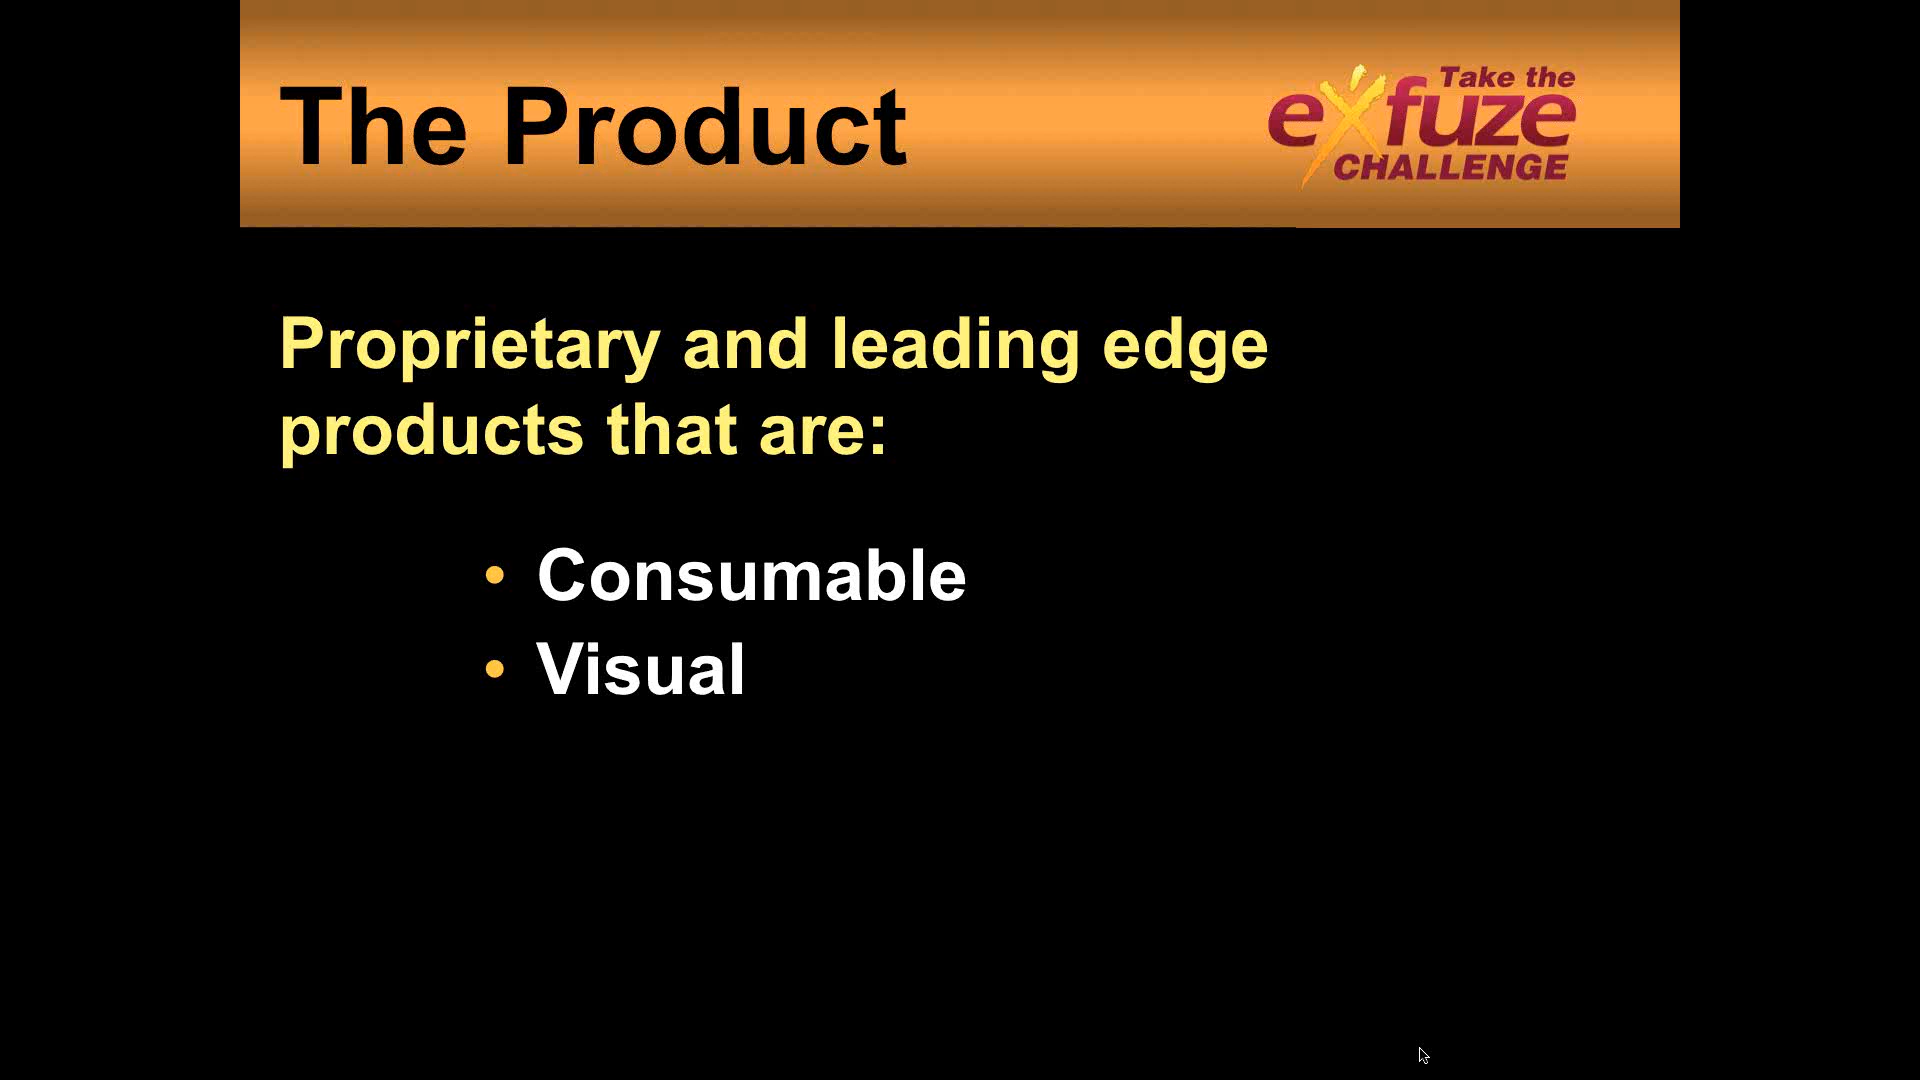 The Product
Take the
eXfuze
CHALLENGE
Proprietary and leading edge
products that are:
• Consumable
• Visual